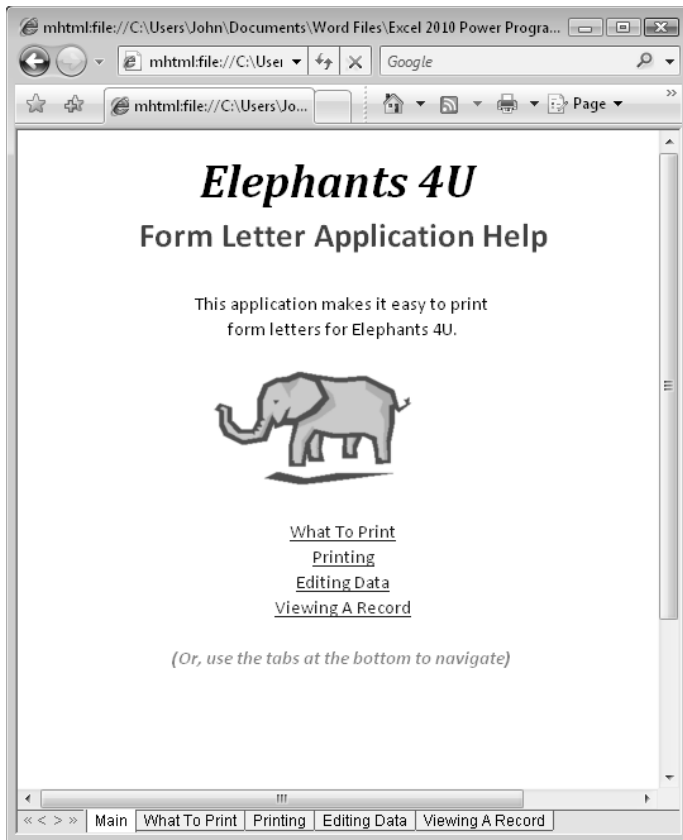 mhtml:file://C:\Users\John\Documents\Word Files\Excel 2010 Power Progra...
mhtml:file://C:\User
Google
mhtml:file://C:\Users\Jo...
Page
Elephants 4U
Form Letter Application Help
This application makes it easy to print
form letters for Elephants 4U.
What To Print
Printing
Editing Data
Viewing A Record
(Or, use the tabs at the bottom to navigate)
Main
What To Print
Printing
Editing Data
Viewing A Record